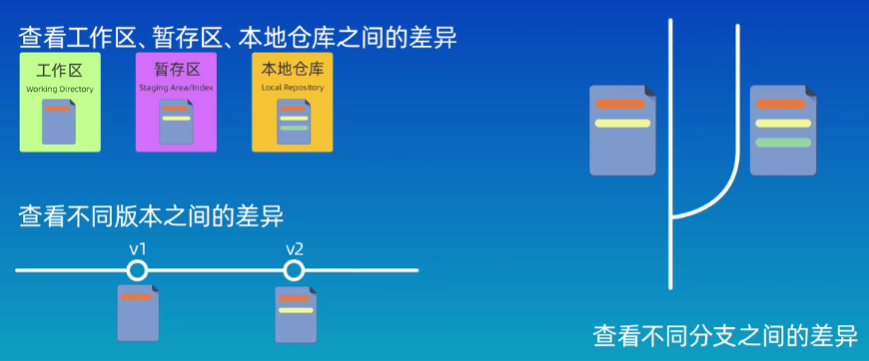 查看工作区、暂存区、本地仓库之间的差异
工作区
Working Directory
暂存区
Staging Area/Index
本地仓库
Local Repository
查看不同版本之间的差异
v1
v2
查看不同分支之间的差异